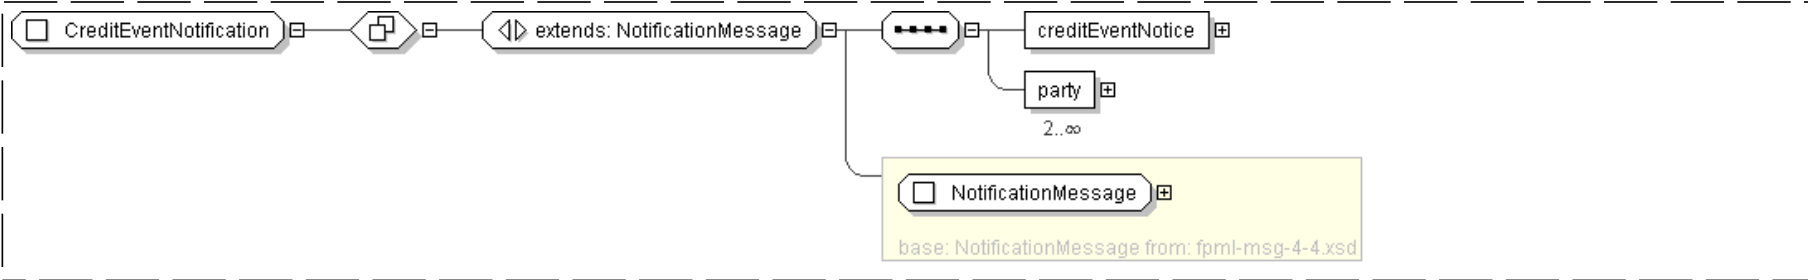 CreditEventNotification
extends: NotificationMessage
creditEventNotice
party
2..∞
NotificationMessage
base: NotificationMessage from: fpml-msg-4-4.xsd